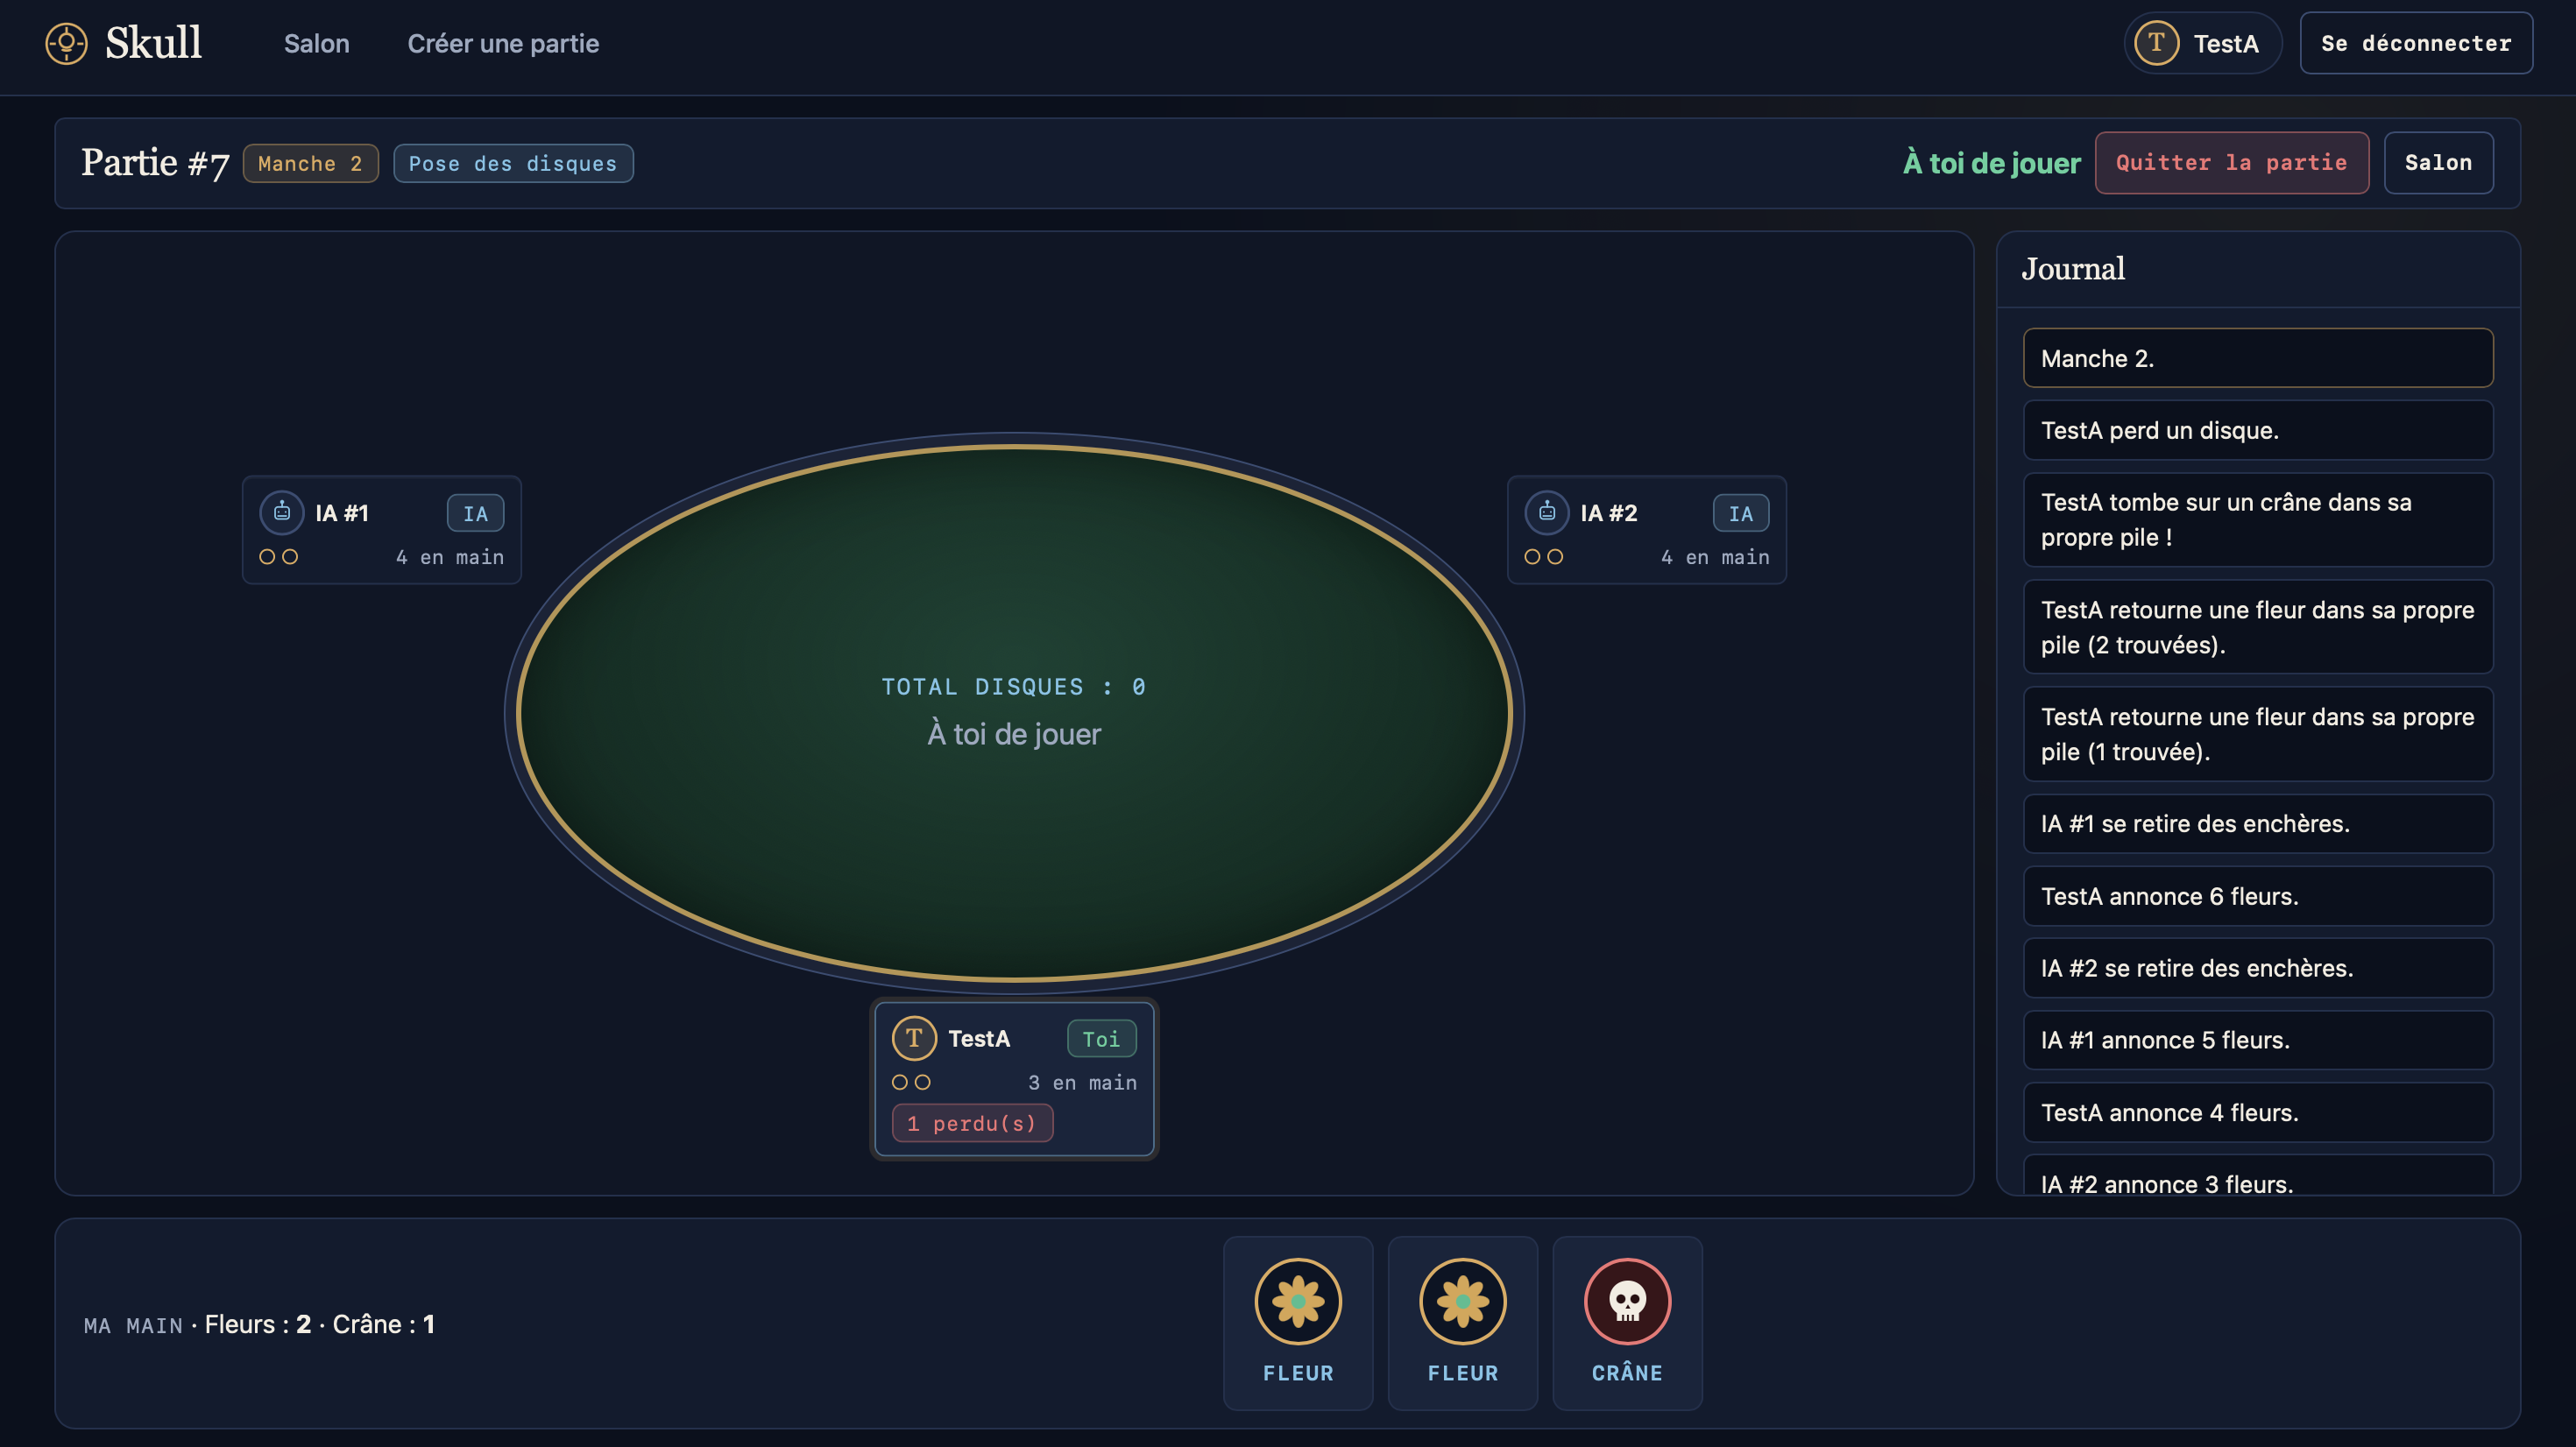 Skull
Salon
Créer une partie
T
TestA
Se déconnecter
Partie #7
Manche 2
Pose des disques
À toi de jouer
Quitter la partie
Salon
IA #1
IA
4 en main
IA #2
IA
4 en main
TOTAL DISQUES : 0
À toi de jouer
T
TestA
Toi
3 en main
1 perdu(s)
Journal
Manche 2.
TestA perd un disque.
TestA tombe sur un crâne dans sa
propre pile !
TestA retourne une fleur dans sa propre
pile (2 trouvées).
TestA retourne une fleur dans sa propre
pile (1 trouvée).
IA #1 se retire des enchères.
TestA annonce 6 fleurs.
IA #2 se retire des enchères.
IA #1 annonce 5 fleurs.
TestA annonce 4 fleurs.
IA #2 annonce 3 fleurs.
MA MAIN · Fleurs : 2 · Crâne : 1
FLEUR
FLEUR
CRÂNE